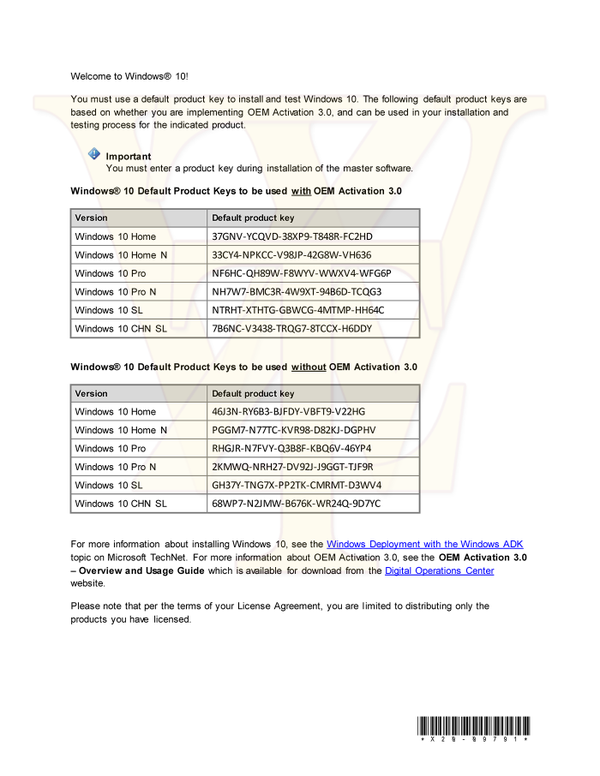 Welcome to Windows® 10!
You must use a default product key to install and test Windows 10. The following default product keys are
based on whether you are implementing OEM Activation 3.0, and can be used in your installation and
testing process for the indicated product.
Important
You must enter a product key during installation of the master software.
Windows® 10 Default Product Keys to be used with OEM Activation 3.0
Version Default product key
Windows 10 Home 37GNV-YCQVD-38XP9-T848R-FC2HD
Windows 10 Home N 33CY4-NPKCC-V98JP-42G8W-VH636
Windows 10 Pro NF6HC-QH89W-F8WYV-WWXV4-WFG6P
Windows 10 Pro N NH7W7-BMC3R-4W9XT-94B6D-TCQG3
Windows 10 SL NTRHT-XTHTG-GBWCG-4MTMP-HH64C
Windows 10 CHN SL 7B6NC-V3438-TRQG7-8TCCX-H6DDY
Windows® 10 Default Product Keys to be used without OEM Activation 3.0
Version Default product key
Windows 10 Home 46J3N-RY6B3-BJFDY-VBFT9-V22HG
Windows 10 Home N PGGM7-N77TC-KVR98-D82KJ-DGPHV
Windows 10 Pro RHGJR-N7FVY-Q3B8F-KBQ6V-46YP4
Windows 10 Pro N 2KMWQ-NRH27-DV92J-J9GGT-TJF9R
Windows 10 SL GH37Y-TNG7X-PP2TK-CMRMT-D3WV4
Windows 10 CHN SL 68WP7-N2JMW-B676K-WR24Q-9D7YC
For more information about installing Windows 10, see the Windows Deployment with the Windows ADK
topic on Microsoft TechNet. For more information about OEM Activation 3.0, see the OEM Activation 3.0
– Overview and Usage Guide which is available for download from the Digital Operations Center
website.
Please note that per the terms of your License Agreement, you are limited to distributing only the
products you have licensed.
*X20-09791*